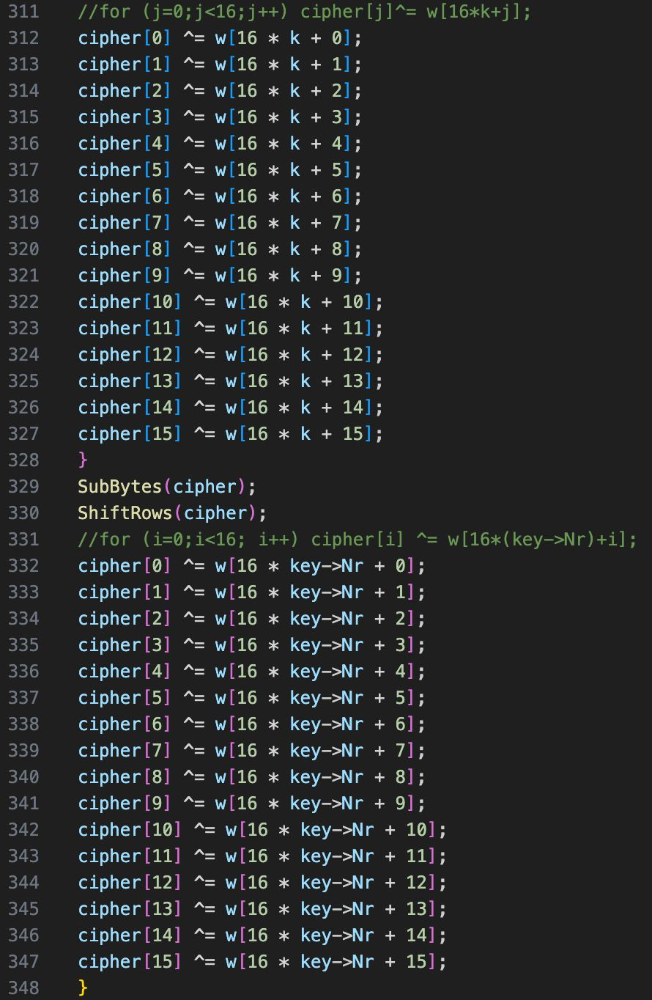 311 //for (j=0;j<16;j++) cipher[j]^= w[16*k+j];
312 cipher[0] ^= w[16 * k + 0];
313 cipher[1] ^= w[16 * k + 1];
314 cipher[2] ^= w[16 * k + 2];
315 cipher[3] ^= w[16 * k + 3];
316 cipher[4] ^= w[16 * k + 4];
317 cipher[5] ^= w[16 * k + 5];
318 cipher[6] ^= w[16 * k + 6];
319 cipher[7] ^= w[16 * k + 7];
320 cipher[8] ^= w[16 * k + 8];
321 cipher[9] ^= w[16 * k + 9];
322 cipher[10] ^= w[16 * k + 10];
323 cipher[11] ^= w[16 * k + 11];
324 cipher[12] ^= w[16 * k + 12];
325 cipher[13] ^= w[16 * k + 13];
326 cipher[14] ^= w[16 * k + 14];
327 cipher[15] ^= w[16 * k + 15];
328 }
329 SubBytes(cipher);
330 ShiftRows(cipher);
331 //for (i=0;i<16; i++) cipher[i] ^= w[16*(key->Nr)+i];
332 cipher[0] ^= w[16 * key->Nr + 0];
333 cipher[1] ^= w[16 * key->Nr + 1];
334 cipher[2] ^= w[16 * key->Nr + 2];
335 cipher[3] ^= w[16 * key->Nr + 3];
336 cipher[4] ^= w[16 * key->Nr + 4];
337 cipher[5] ^= w[16 * key->Nr + 5];
338 cipher[6] ^= w[16 * key->Nr + 6];
339 cipher[7] ^= w[16 * key->Nr + 7];
340 cipher[8] ^= w[16 * key->Nr + 8];
341 cipher[9] ^= w[16 * key->Nr + 9];
342 cipher[10] ^= w[16 * key->Nr + 10];
343 cipher[11] ^= w[16 * key->Nr + 11];
344 cipher[12] ^= w[16 * key->Nr + 12];
345 cipher[13] ^= w[16 * key->Nr + 13];
346 cipher[14] ^= w[16 * key->Nr + 14];
347 cipher[15] ^= w[16 * key->Nr + 15];
348 }